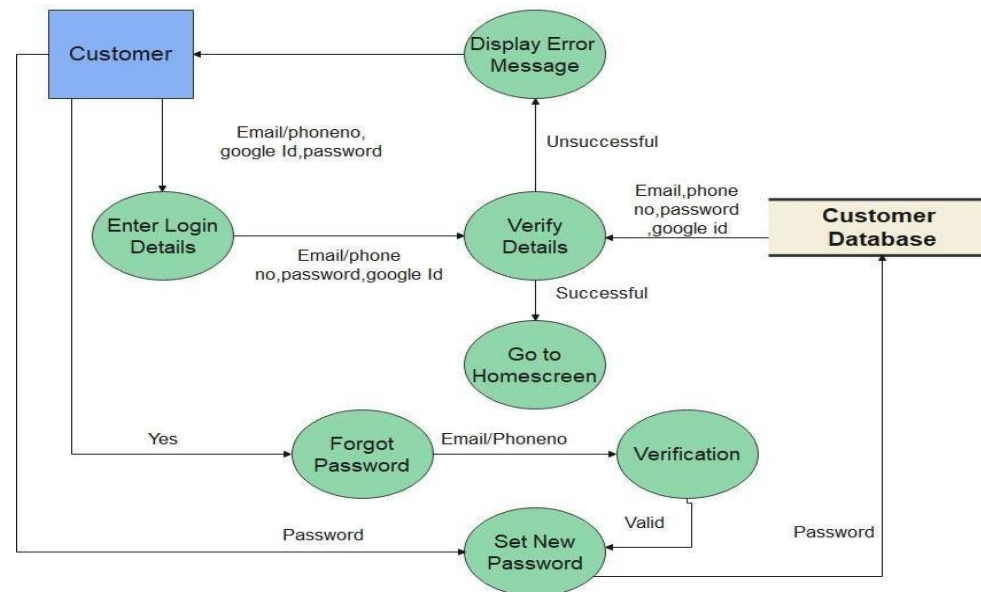 Customer
Display Error
Message
Email/phoneno,
google Id,password
Unsuccessful
Enter Login
Details
Email/phone
no,password,google Id
Verify
Details
Email,phone
no,password
,google id
Customer
Database
Successful
Go to
Homescreen
Yes
Forgot
Password
Email/Phoneno
Verification
Valid
Password
Set New
Password
Password